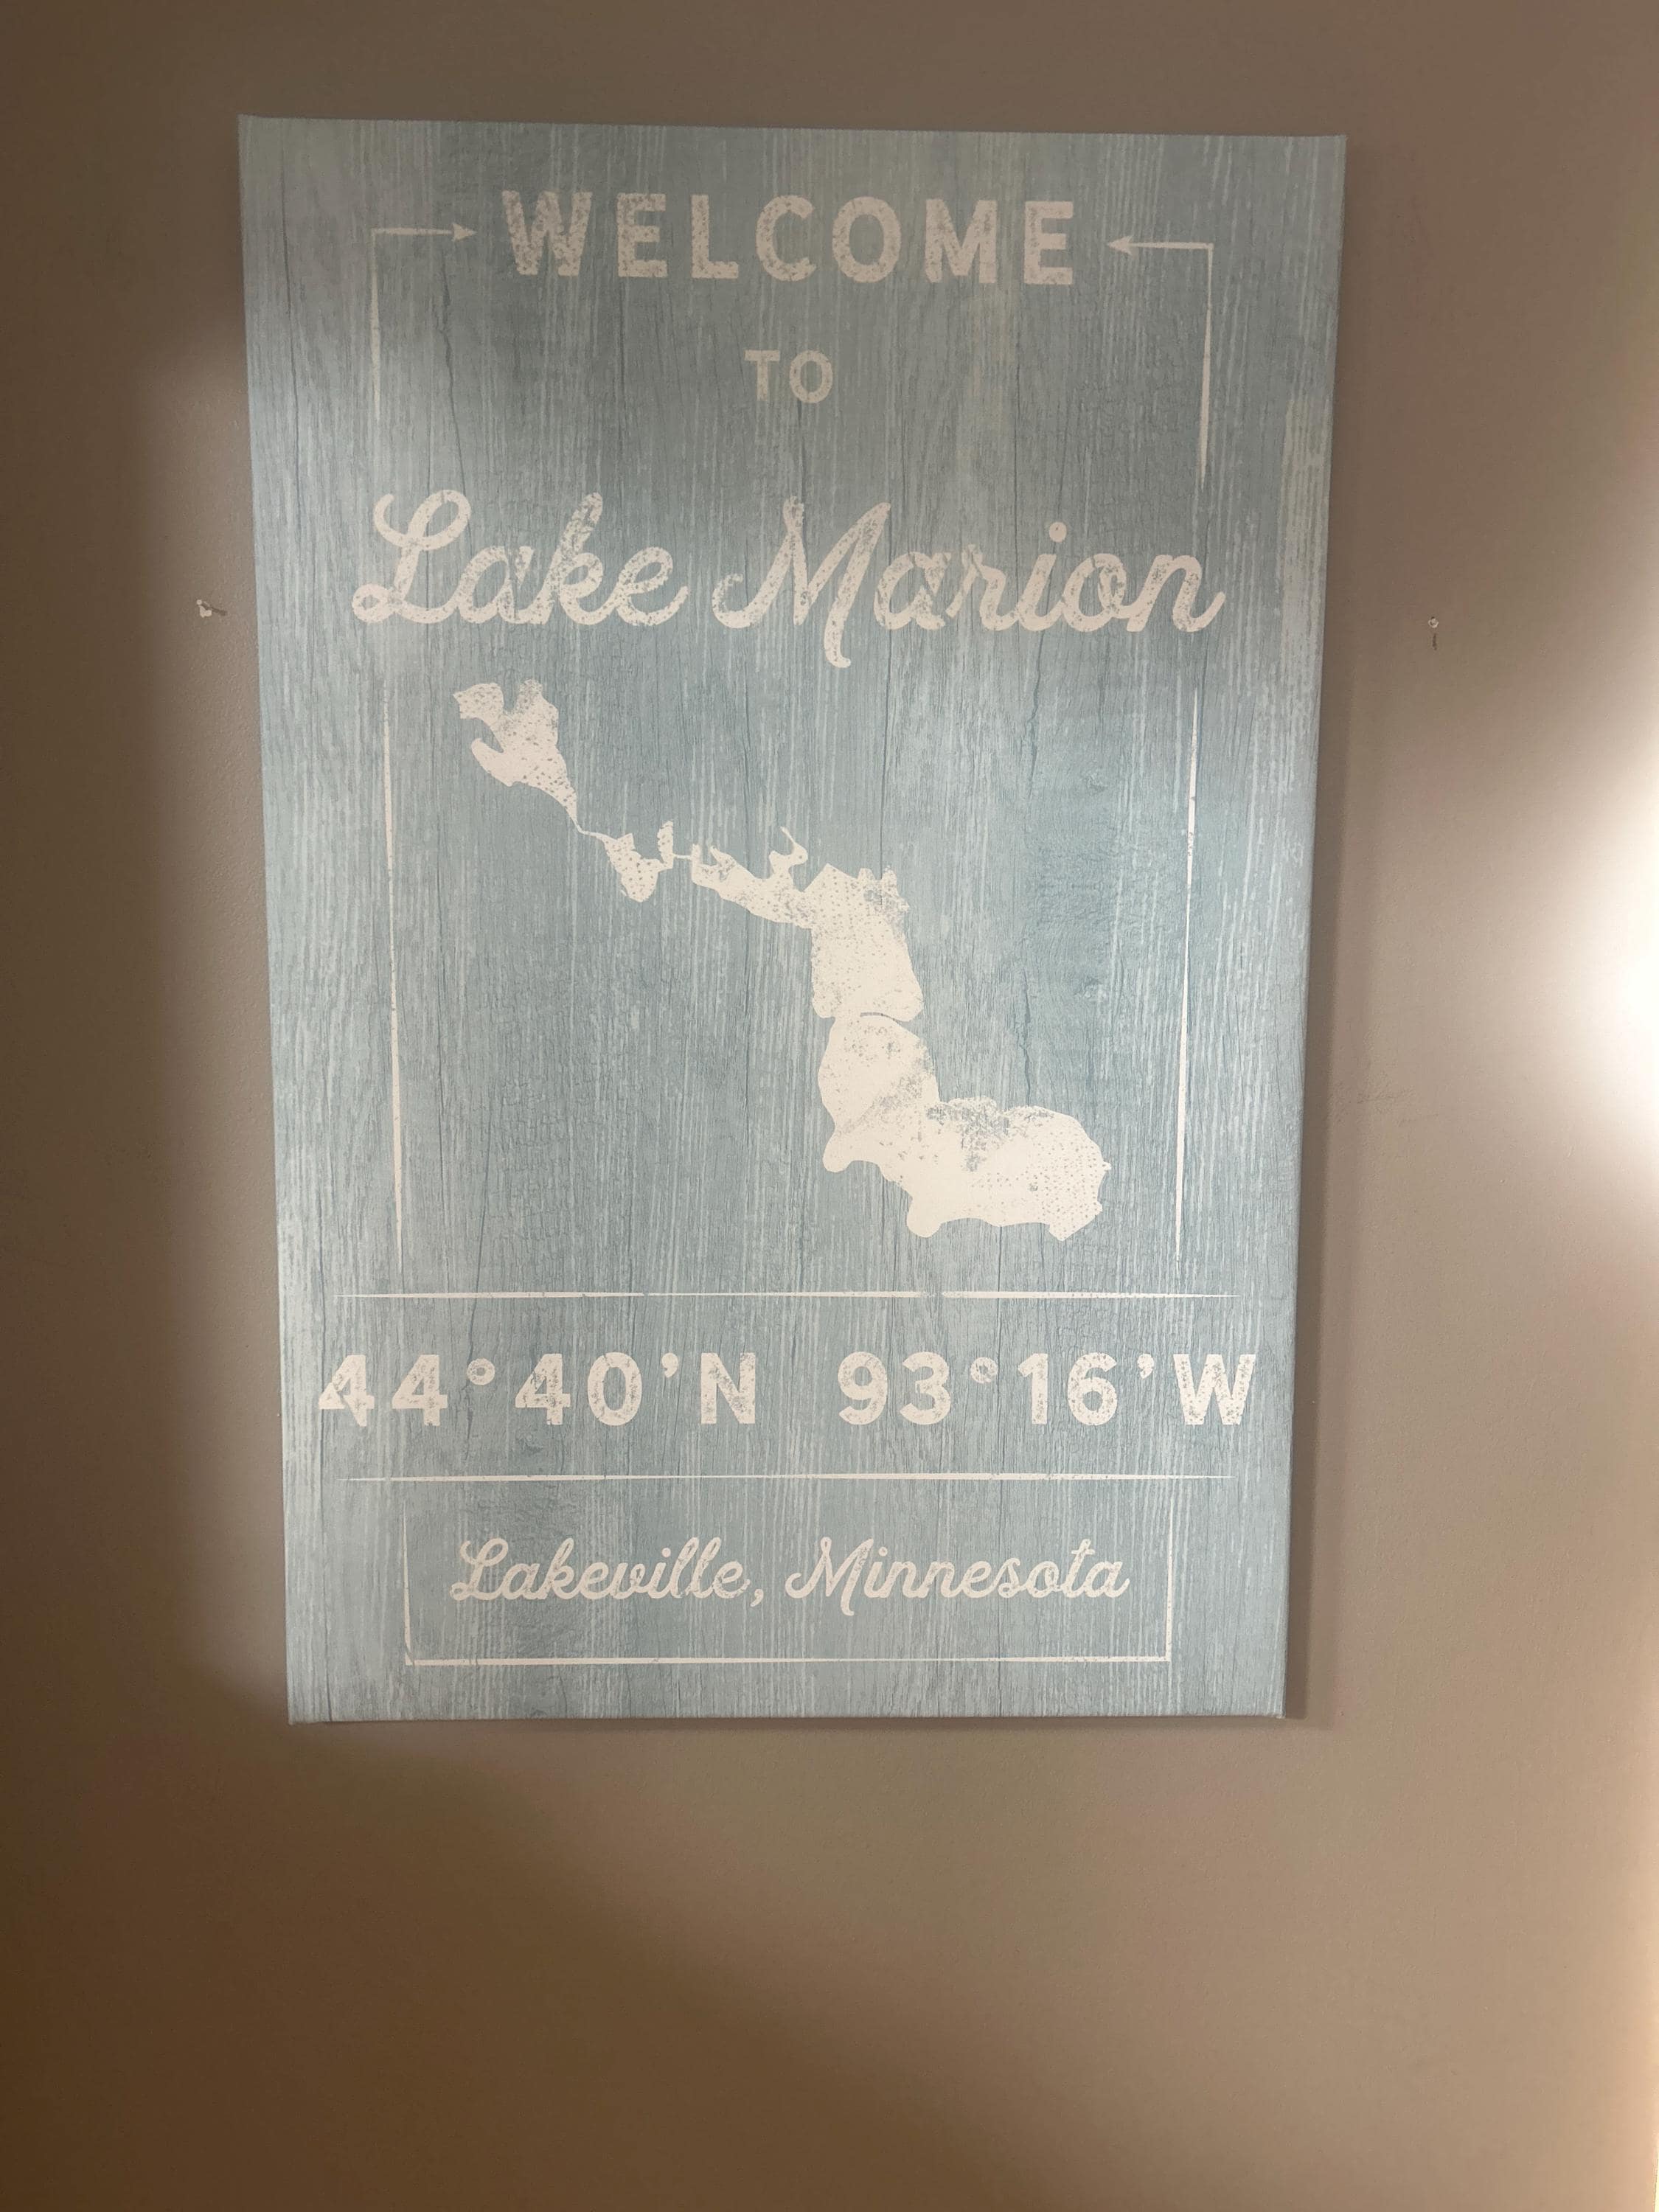 WELCOME
TO
Lake Marion
44°40’N 93°16’W
Lakeville, Minnesota